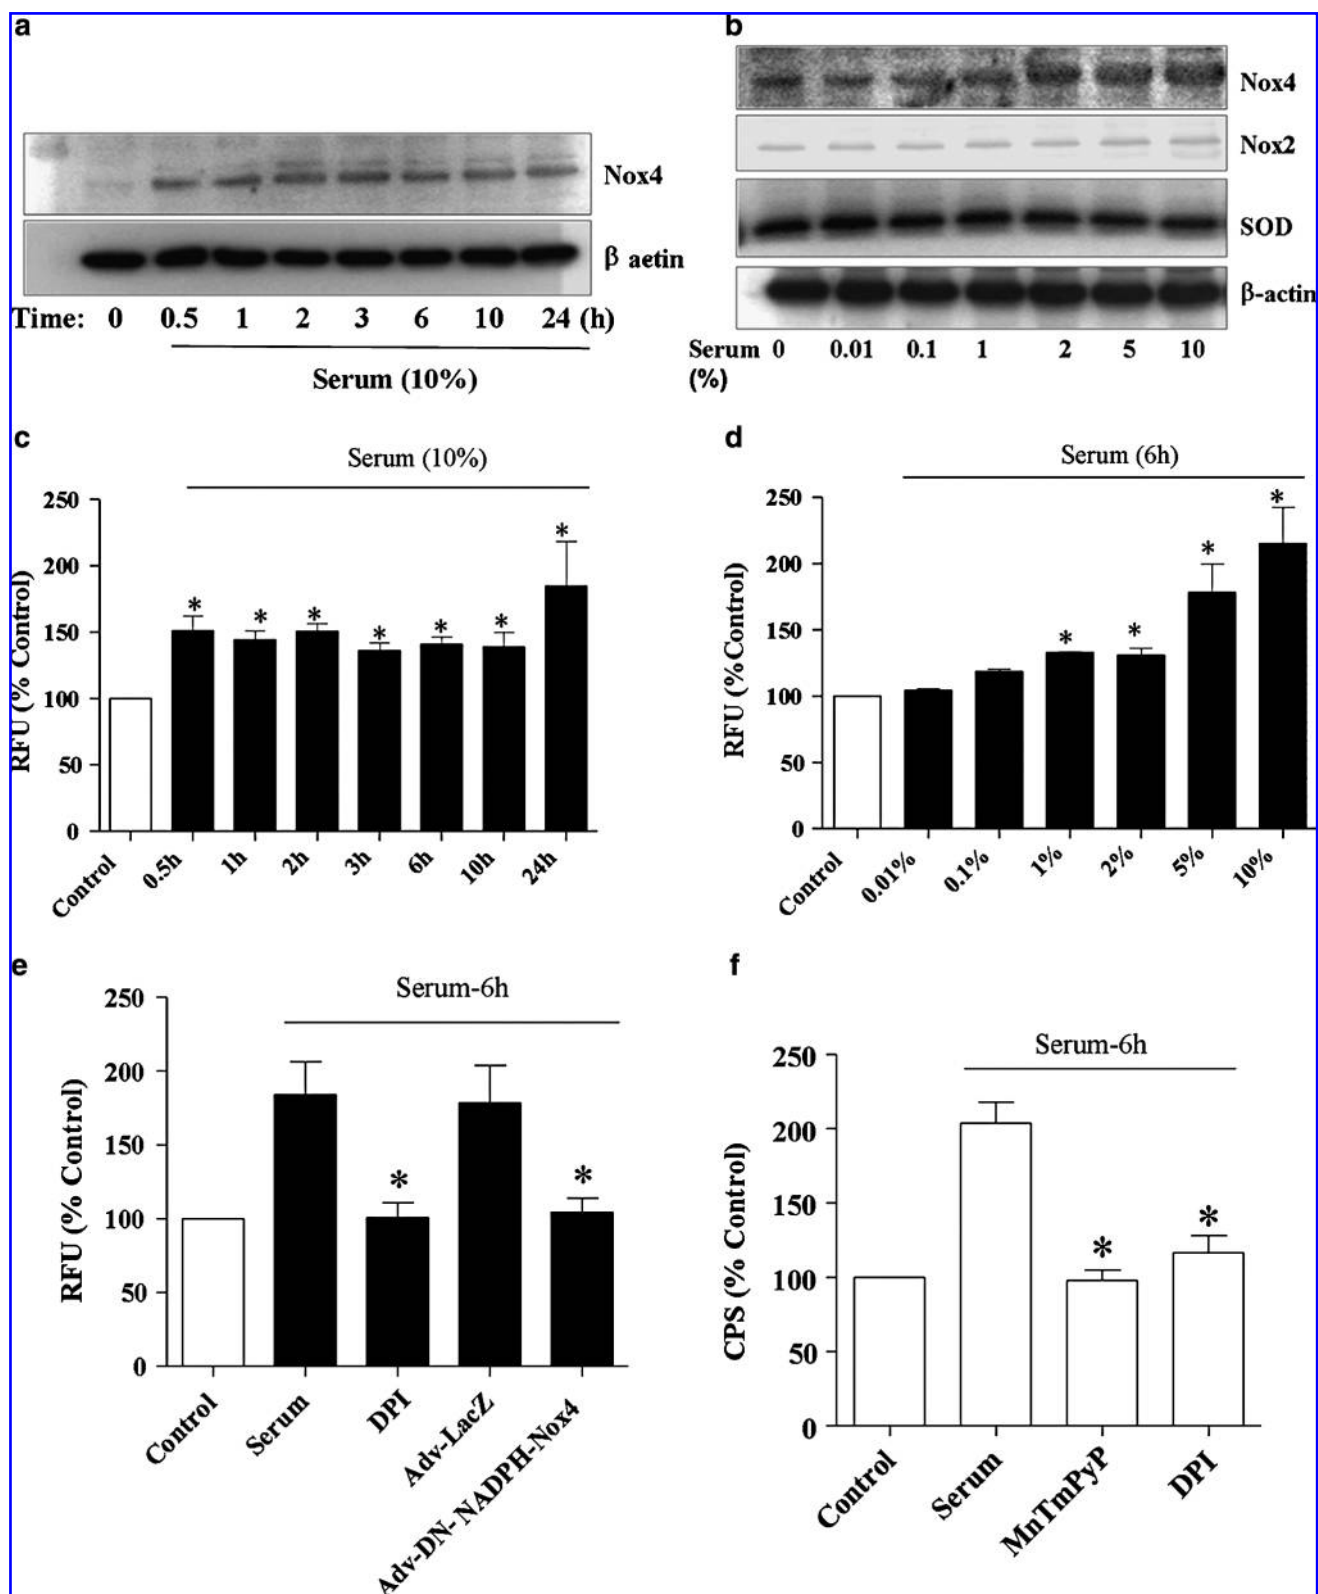 a
Nox4
β aetin
Time: 0 0.5 1 2 3 6 10 24 (h)
Serum (10%)
b
Nox4
Nox2
SOD
β-actin
Serum 0 0.01 0.1 1 2 5 10
(%)
c
Serum (10%)
RFU (% Control)
250
200
150
100
50
0
*
*
*
*
*
*
*
Control
0.5h
1h
2h
3h
6h
10h
24h
d
Serum (6h)
RFU (%Control)
250
200
150
100
50
0
*
*
*
*
Control
0.01%
0.1%
1%
2%
5%
10%
e
Serum-6h
RFU (% Control)
250
200
150
100
50
0
*
*
Control
Serum
DPI
Adv-LacZ
Adv-DN- NADPH-Nox4
f
Serum-6h
CPS (% Control)
250
200
150
100
50
0
*
*
Control
Serum
MnTmPyP
DPI